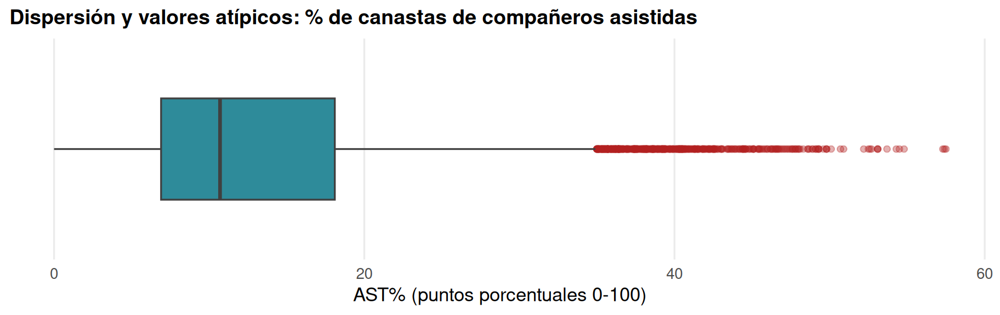 Dispersión y valores atípicos: % de canastas de compañeros asistidas
0 20 40 60
AST% (puntos porcentuales 0-100)